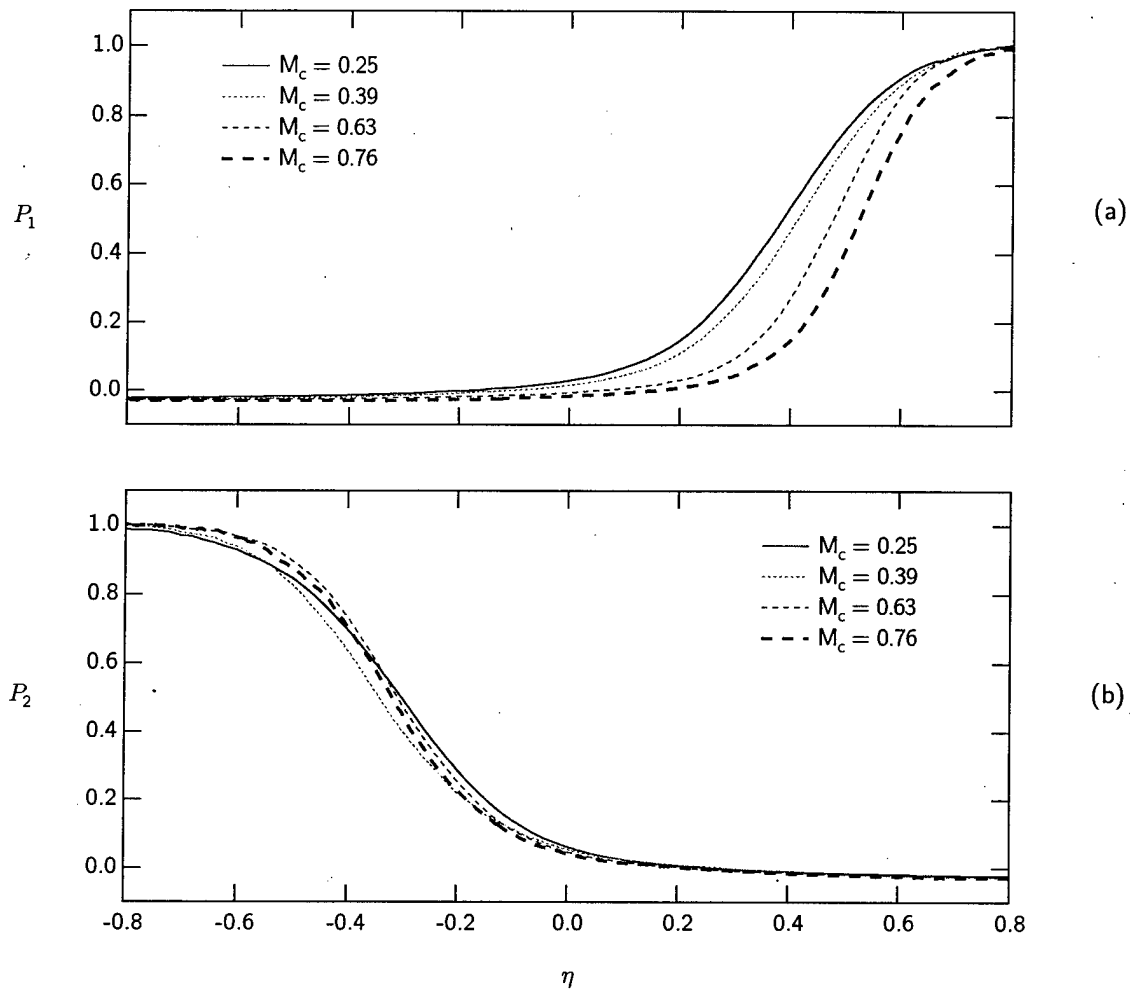 1.0
0.8
0.6
0.4
0.2
0.0
P₁
M_c = 0.25
M_c = 0.39
M_c = 0.63
M_c = 0.76
(a)
1.0
0.8
0.6
0.4
0.2
0.0
P₂
M_c = 0.25
M_c = 0.39
M_c = 0.63
M_c = 0.76
(b)
-0.8 -0.6 -0.4 -0.2 0.0 0.2 0.4 0.6 0.8
η